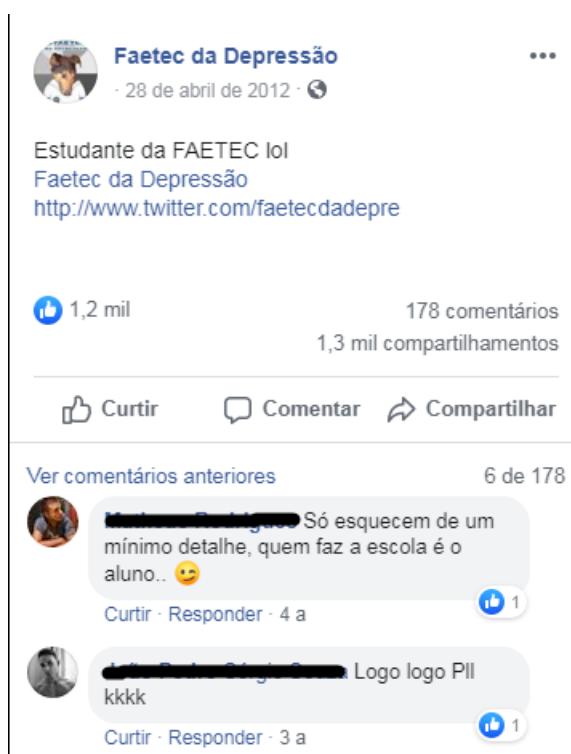 Faetec da Depressão
· 28 de abril de 2012 ·
Estudante da FAETEC lol
Faetec da Depressão
http://www.twitter.com/faetecdadepre
1,2 mil
178 comentários
1,3 mil compartilhamentos
Curtir Comentar Compartilhar
Ver comentários anteriores 6 de 178
Só esquecem de um
mínimo detalhe, quem faz a escola é o
aluno..
1
Curtir · Responder · 4 a
Logo logo Pll
kkkk
1
Curtir · Responder · 3 a